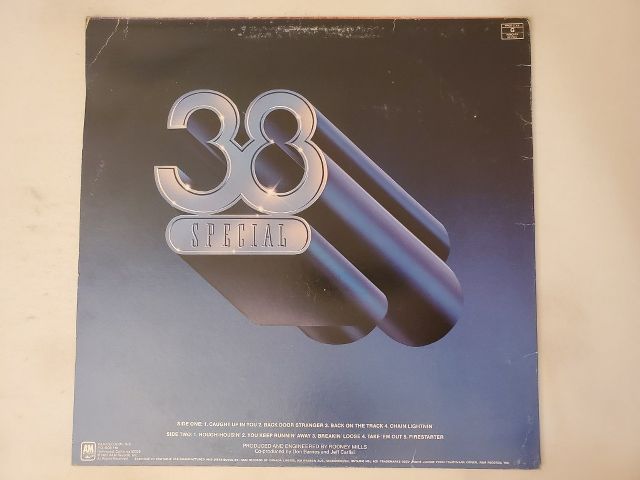 38
SPECIAL
SIDE ONE: 1. CAUGHT UP IN YOU 2. BACK DOOR STRANGER 3. BACK ON THE TRACK 4. CHAIN LIGHTNIN
SIDE TWO: 1. ROUGH-HOUSIN' 2. YOU KEEP RUNNIN' AWAY 3. BREAKIN' LOOSE 4. TAKE 'EM OUT 5. FIRESTARTER
PRODUCED AND ENGINEERED BY RODNEY MILLS
Co-produced by Don Barnes and Jeff Carlisi
A&M
G